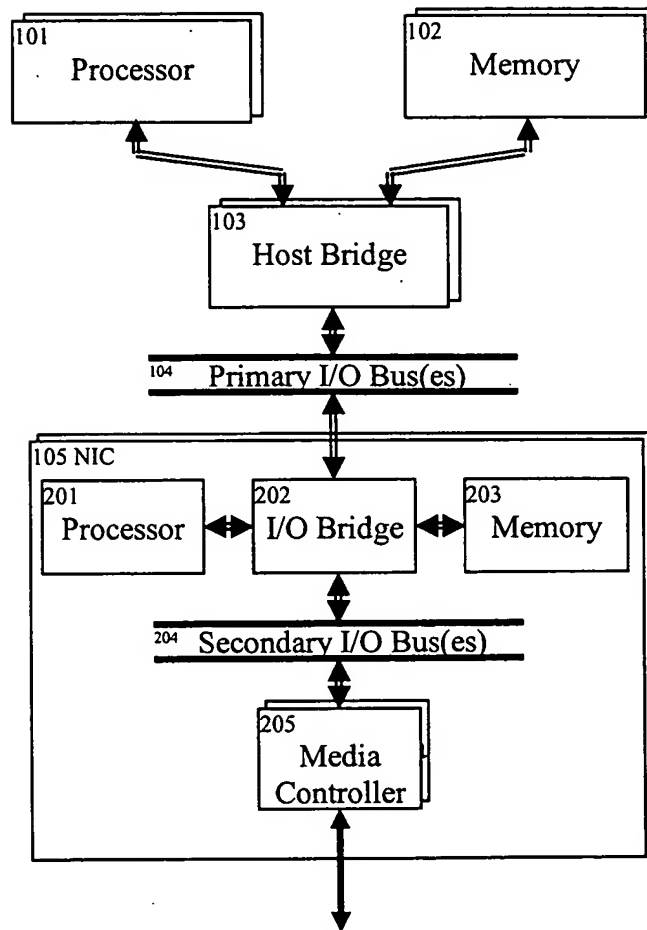 101
Processor
102
Memory
103
Host Bridge
104 Primary I/O Bus(es)
105 NIC
201
Processor
202
I/O Bridge
203
Memory
204 Secondary I/O Bus(es)
205
Media
Controller